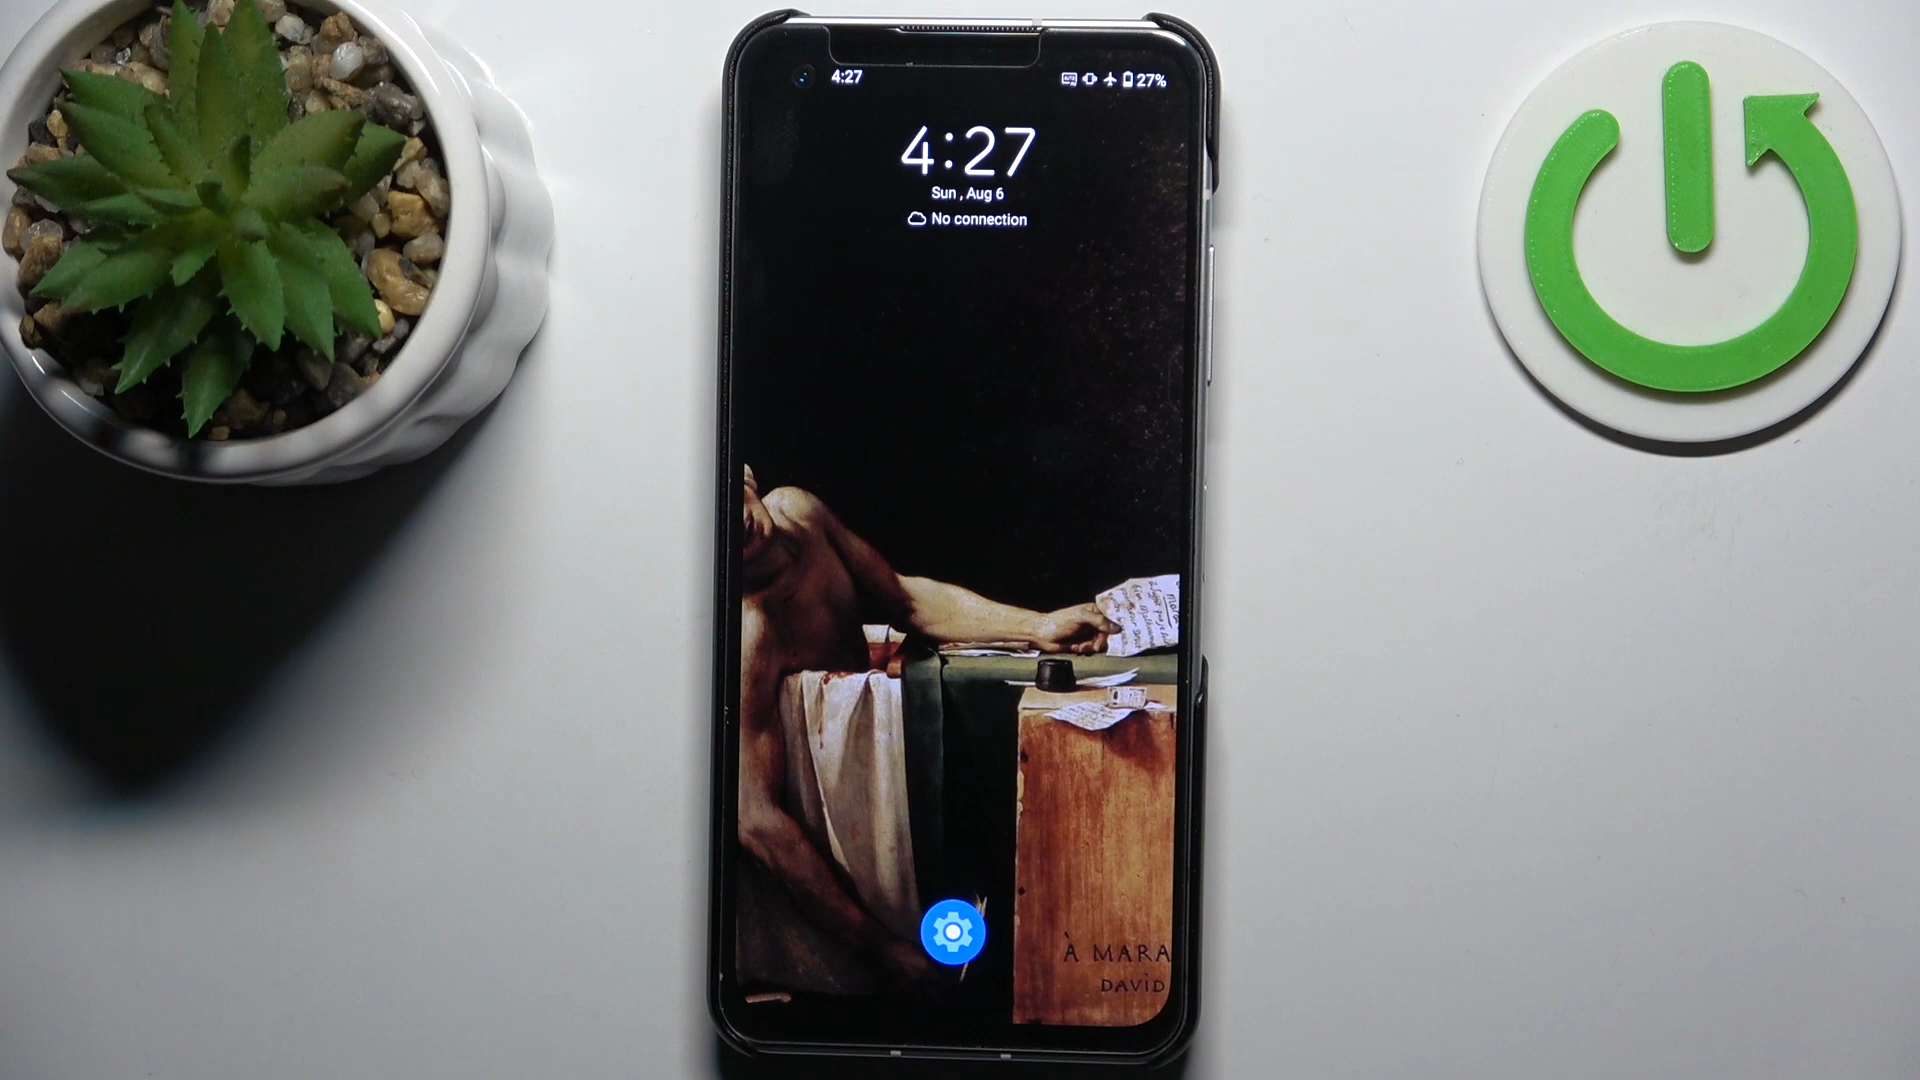 4:27
27%
4:27
Sun , Aug 6
No connection
À MARA
DAVID